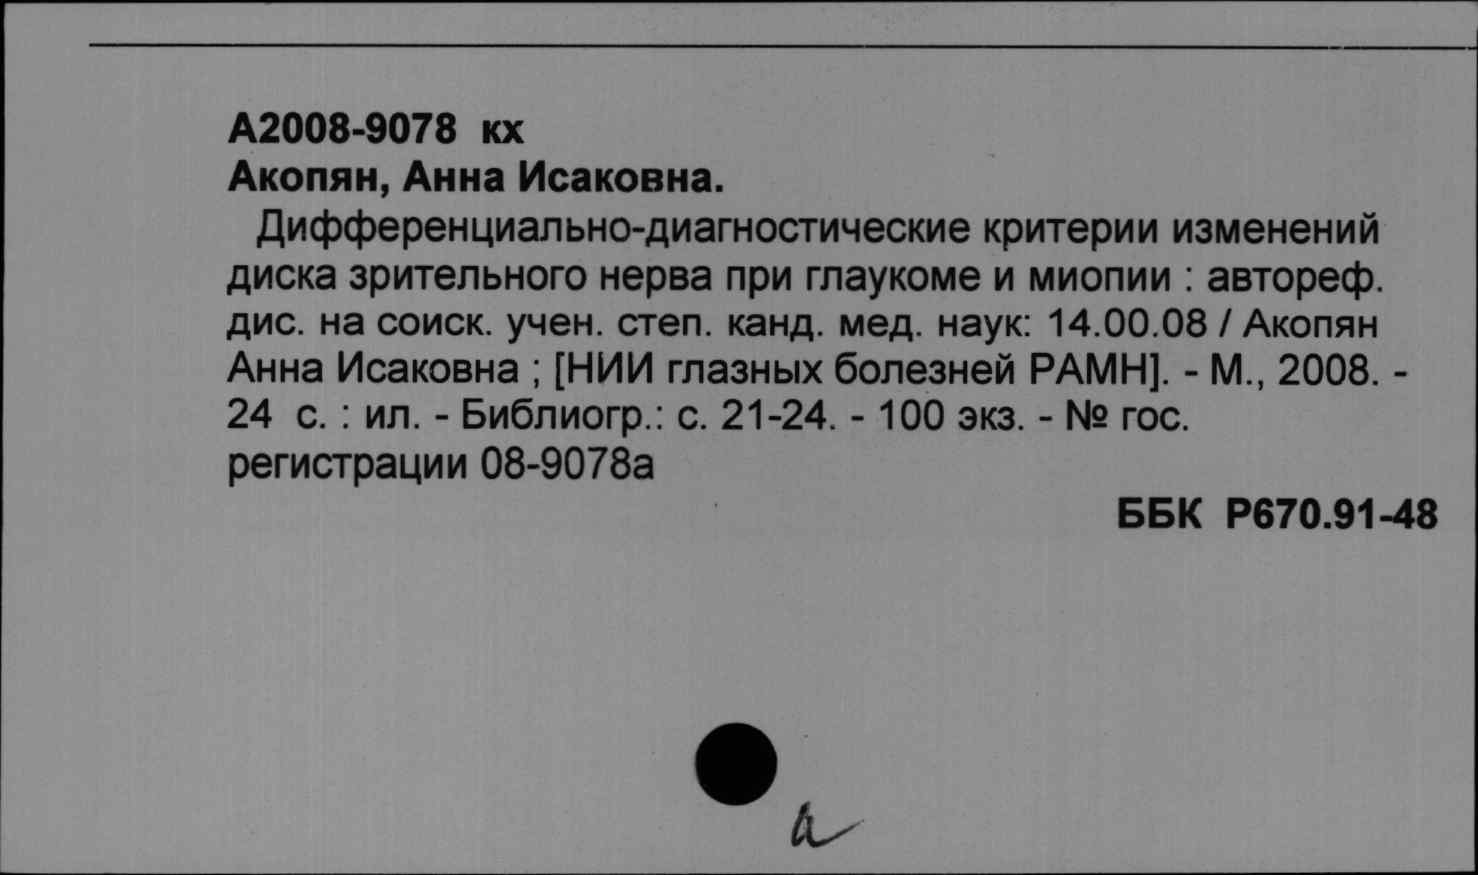 А2008-9078 кх
Акопян, Анна Исаковна.
Дифференциально-диагностические критерии изменений
диска зрительного нерва при глаукоме и миопии : автореф.
дис. на соиск. учен. степ. канд. мед. наук: 14.00.08 / Акопян
Анна Исаковна ; [НИИ глазных болезней РАМН]. - М., 2008. -
24 с. : ил. - Библиогр.: с. 21-24. - 100 экз. - № гос.
регистрации 08-9078а
ББК Р670.91-48
а